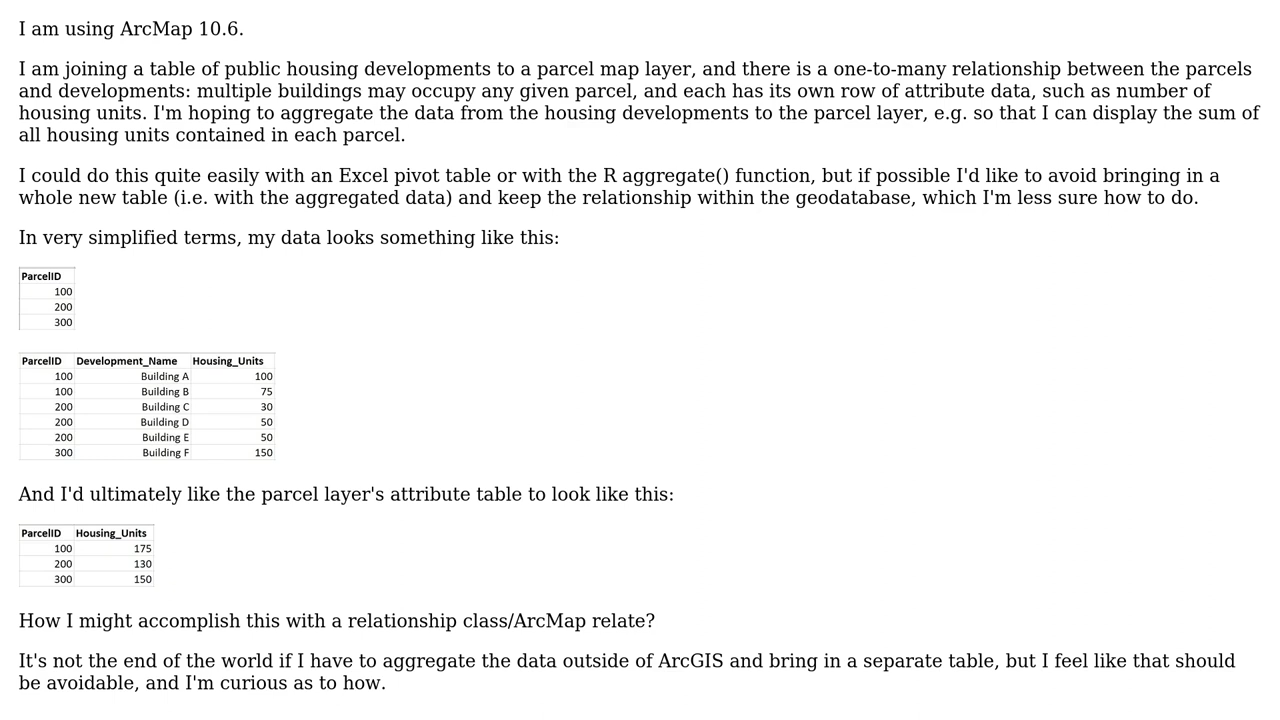 I am using ArcMap 10.6.
I am joining a table of public housing developments to a parcel map layer, and there is a one-to-many relationship between the parcels
and developments: multiple buildings may occupy any given parcel, and each has its own row of attribute data, such as number of
housing units. I'm hoping to aggregate the data from the housing developments to the parcel layer, e.g. so that I can display the sum of
all housing units contained in each parcel.
I could do this quite easily with an Excel pivot table or with the R aggregate() function, but if possible I'd like to avoid bringing in a
whole new table (i.e. with the aggregated data) and keep the relationship within the geodatabase, which I'm less sure how to do.
In very simplified terms, my data looks something like this:
ParcelID
100
200
300
ParcelID Development_Name Housing_Units
100 Building A 100
100 Building B 75
200 Building C 30
200 Building D 50
200 Building E 50
300 Building F 150
And I'd ultimately like the parcel layer's attribute table to look like this:
ParcelID Housing_Units
100 175
200 130
300 150
How I might accomplish this with a relationship class/ArcMap relate?
It's not the end of the world if I have to aggregate the data outside of ArcGIS and bring in a separate table, but I feel like that should
be avoidable, and I'm curious as to how.